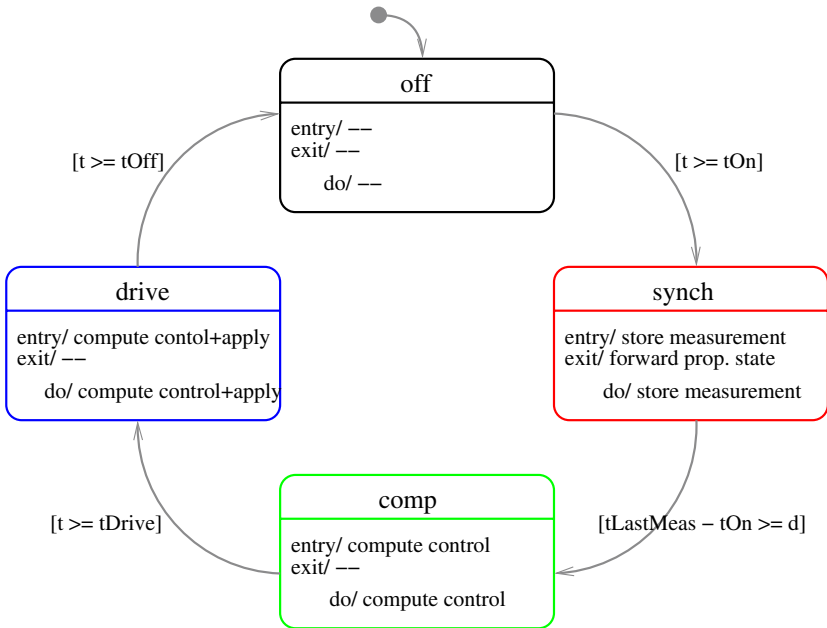 off
entry/ −−
exit/ −−
do/ −−
[t >= tOff]
[t >= tOn]
drive
entry/ compute contol+apply
exit/ −−
do/ compute control+apply
synch
entry/ store measurement
exit/ forward prop. state
do/ store measurement
comp
entry/ compute control
exit/ −−
do/ compute control
[t >= tDrive]
[tLastMeas − tOn >= d]